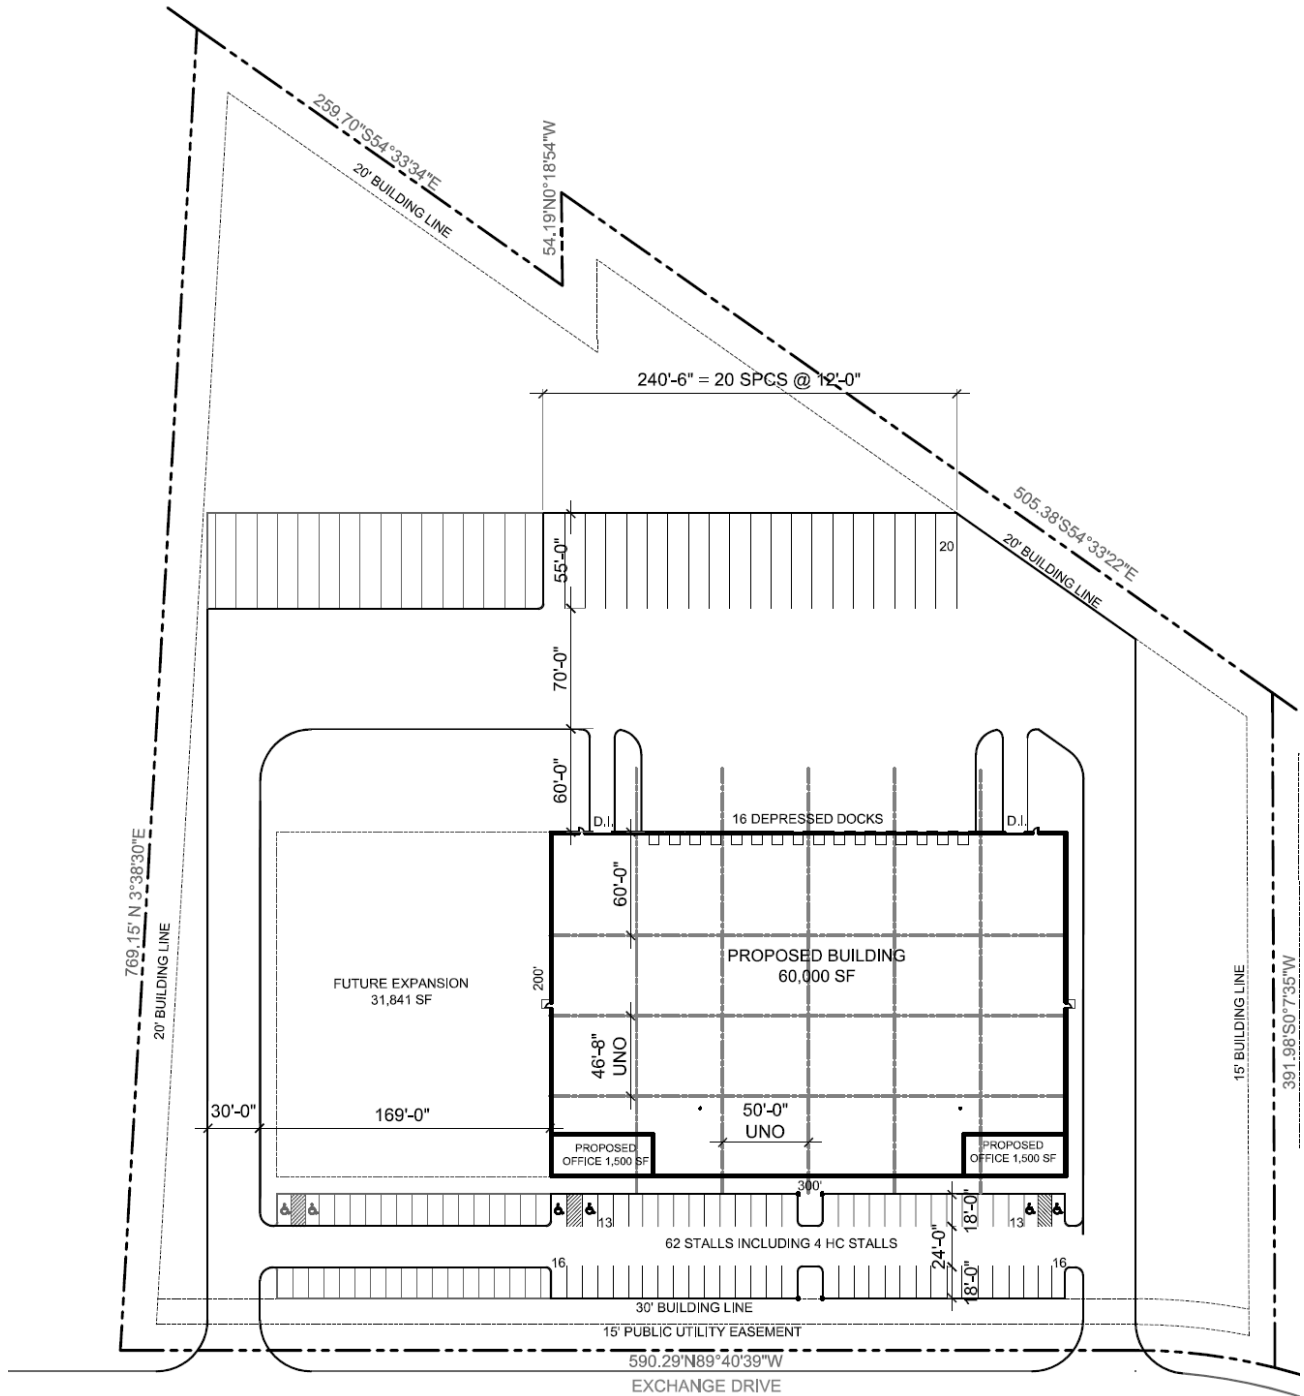 259.70"S54°33'34"E
20' BUILDING LINE
54.19'N0°18'54"W
240'-6" = 20 SPCS @ 12'-0"
505.38'S54°33'22"E
20' BUILDING LINE
20
55'-0"
70'-0"
60'-0"
D.I.
16 DEPRESSED DOCKS
D.I.
60'-0"
769.15' N 3°38'30"E
20' BUILDING LINE
PROPOSED BUILDING
60,000 SF
FUTURE EXPANSION
31,841 SF
200'
46'-8"
UNO
15' BUILDING LINE
391.98'S0°7'35"W
30'-0"
169'-0"
50'-0"
UNO
PROPOSED
OFFICE 1,500 SF
PROPOSED
OFFICE 1,500 SF
300'
13
13
18'-0"
62 STALLS INCLUDING 4 HC STALLS
24'-0"
16
16
18'-0"
30' BUILDING LINE
15' PUBLIC UTILITY EASEMENT
590.29'N89°40'39"W
EXCHANGE DRIVE